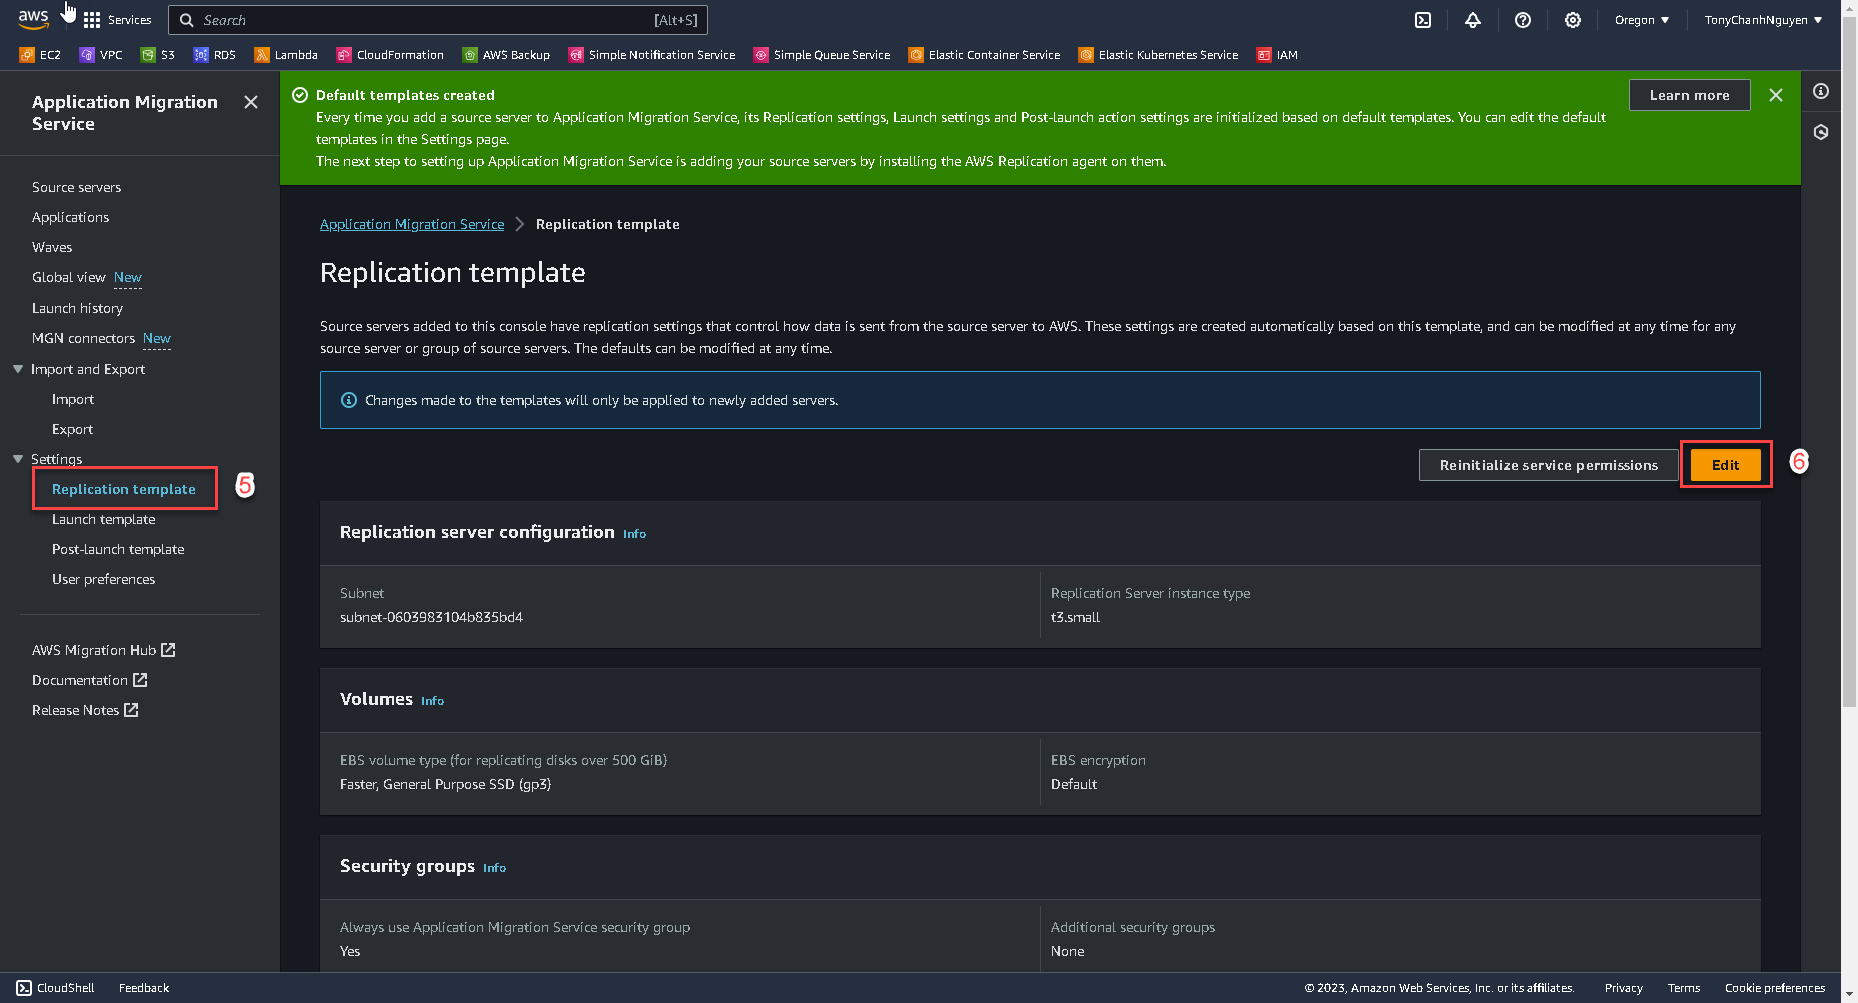 aws
Services
Search
[Alt+S]
Oregon ▼
TonyChanhNguyen ▼
EC2
VPC
S3
RDS
Lambda
CloudFormation
AWS Backup
Simple Notification Service
Simple Queue Service
Elastic Container Service
Elastic Kubernetes Service
IAM
Application Migration
Service
Source servers
Applications
Waves
Global view New
Launch history
MGN connectors New
Import and Export
Import
Export
Settings
Replication template
5
Launch template
Post-launch template
User preferences
AWS Migration Hub
Documentation
Release Notes
Default templates created
Learn more
Every time you add a source server to Application Migration Service, its Replication settings, Launch settings and Post-launch action settings are initialized based on default templates. You can edit the default
templates in the Settings page.
The next step to setting up Application Migration Service is adding your source servers by installing the AWS Replication agent on them.
Application Migration Service > Replication template
Replication template
Source servers added to this console have replication settings that control how data is sent from the source server to AWS. These settings are created automatically based on this template, and can be modified at any time for any
source server or group of source servers. The defaults can be modified at any time.
Changes made to the templates will only be applied to newly added servers.
Reinitialize service permissions
Edit
6
Replication server configuration Info
Subnet
subnet-0603983104b835bd4
Replication Server instance type
t3.small
Volumes Info
EBS volume type (for replicating disks over 500 GiB)
Faster, General Purpose SSD (gp3)
EBS encryption
Default
Security groups Info
Always use Application Migration Service security group
Yes
Additional security groups
None
CloudShell
Feedback
© 2023, Amazon Web Services, Inc. or its affiliates.
Privacy
Terms
Cookie preferences